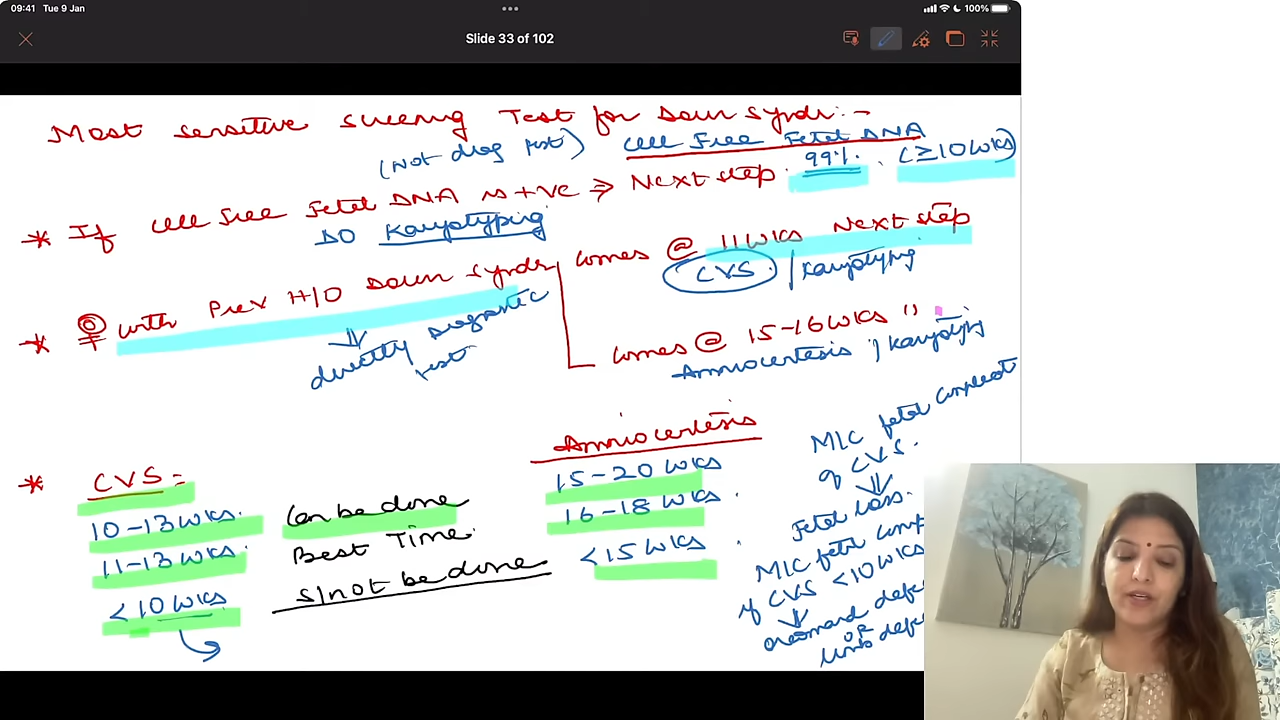 09:41 Tue 9 Jan
100%
Slide 33 of 102
Most sensitive screening Test for Down Syndr:-
(Not diag test) Cell Free Fetal DNA
99%. (≥10wks)
* If Cell free Fetal DNA is +ve ⇒ Next step
DO Karyotyping
* with Prev H/O Down Syndr
⇓
directly diagnostic
test
comes @ 11wks Next step
CVS / Karyotyping
comes @ 15-16wks "
Amniocentesis / Karyotyping
* CVS =
10-13wks.
11-13wks.
<10wks
Can be done
Best Time.
s/not be done
Amniocentesis
15-20wks
16-18wks.
<15wks.
M/C fetal complicat
of CVS.
⇓
Fetal loss.
M/C fetal comp
if CVS <10wks
⇓
Oromand defe
or
Limb defe